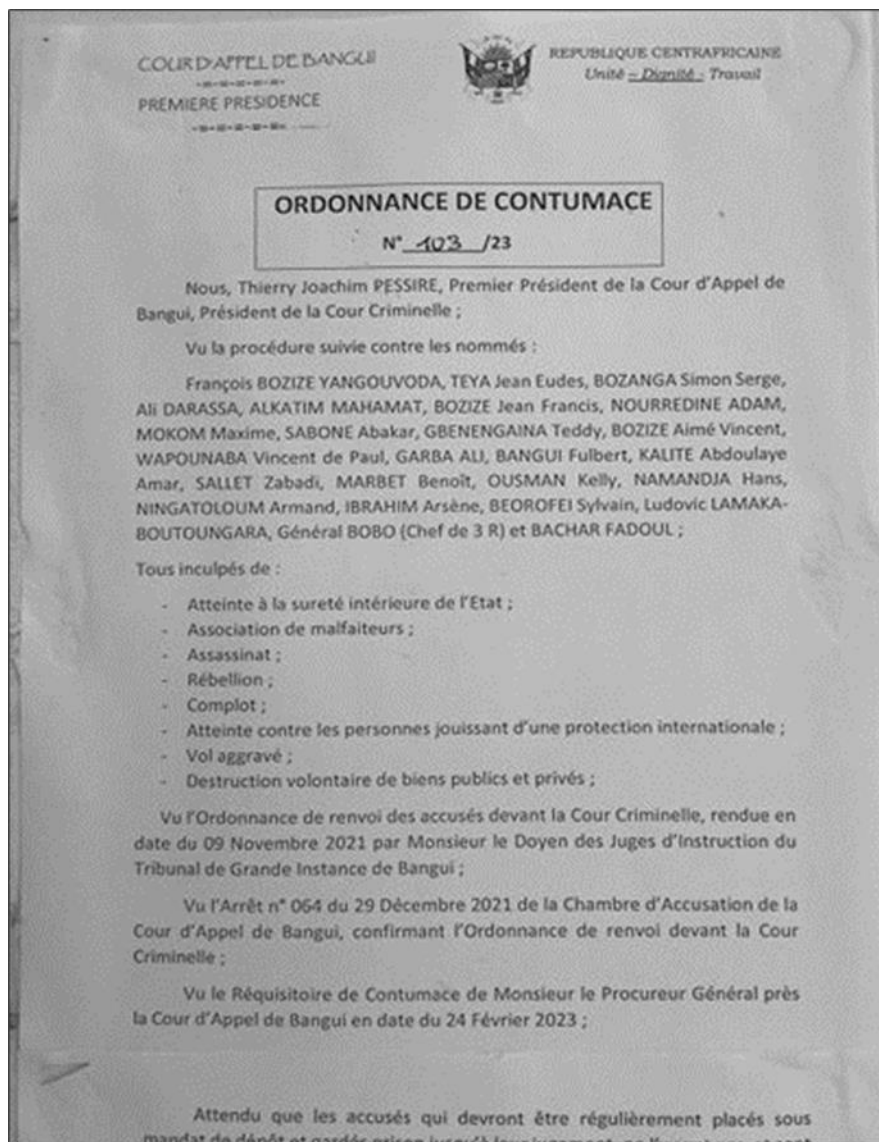 COUR D'APPEL DE BANGUI
-=-=-=-=-=-
PREMIERE PRESIDENCE
-=-=-=-=-=-
REPUBLIQUE CENTRAFRICAINE
Unité – Dignité - Travail
ORDONNANCE DE CONTUMACE
N° 103 /23
Nous, Thierry Joachim PESSIRE, Premier Président de la Cour d'Appel de
Bangui, Président de la Cour Criminelle ;
Vu la procédure suivie contre les nommés :
François BOZIZE YANGOUVODA, TEYA Jean Eudes, BOZANGA Simon Serge,
Ali DARASSA, ALKATIM MAHAMAT, BOZIZE Jean Francis, NOURREDINE ADAM,
MOKOM Maxime, SABONE Abakar, GBENENGAINA Teddy, BOZIZE Aimé Vincent,
WAPOUNABA Vincent de Paul, GARBA ALI, BANGUI Fulbert, KALITE Abdoulaye
Amar, SALLET Zabadi, MARBET Benoît, OUSMAN Kelly, NAMANDJA Hans,
NINGATOLOUM Armand, IBRAHIM Arsène, BEOROFEI Sylvain, Ludovic LAMAKA-
BOUTOUNGARA, Général BOBO (Chef de 3 R) et BACHAR FADOUL ;
Tous inculpés de :
- Atteinte à la sureté intérieure de l'Etat ;
- Association de malfaiteurs ;
- Assassinat ;
- Rébellion ;
- Complot ;
- Atteinte contre les personnes jouissant d'une protection internationale ;
- Vol aggravé ;
- Destruction volontaire de biens publics et privés ;
Vu l'Ordonnance de renvoi des accusés devant la Cour Criminelle, rendue en
date du 09 Novembre 2021 par Monsieur le Doyen des Juges d'Instruction du
Tribunal de Grande Instance de Bangui ;
Vu l'Arrêt n° 064 du 29 Décembre 2021 de la Chambre d'Accusation de la
Cour d'Appel de Bangui, confirmant l'Ordonnance de renvoi devant la Cour
Criminelle ;
Vu le Réquisitoire de Contumace de Monsieur le Procureur Général près
la Cour d'Appel de Bangui en date du 24 Février 2023 ;
Attendu que les accusés qui devront être régulièrement placés sous
mandat de dépôt et gardés